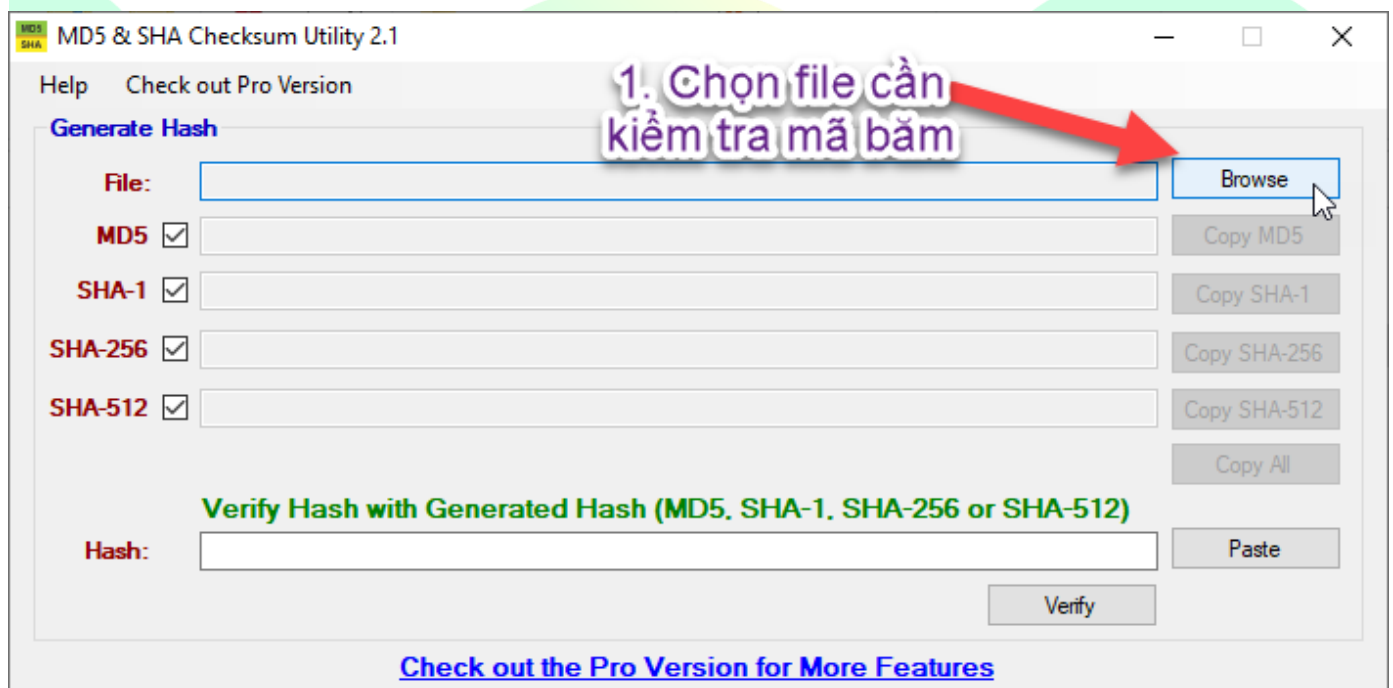 MD5 SHA MD5 & SHA Checksum Utility 2.1
Help Check out Pro Version
1. Chọn file cần
kiểm tra mã băm
Generate Hash
File: Browse
MD5 Copy MD5
SHA-1 Copy SHA-1
SHA-256 Copy SHA-256
SHA-512 Copy SHA-512
Copy All
Verify Hash with Generated Hash (MD5, SHA-1, SHA-256 or SHA-512)
Hash: Paste
Verify
Check out the Pro Version for More Features